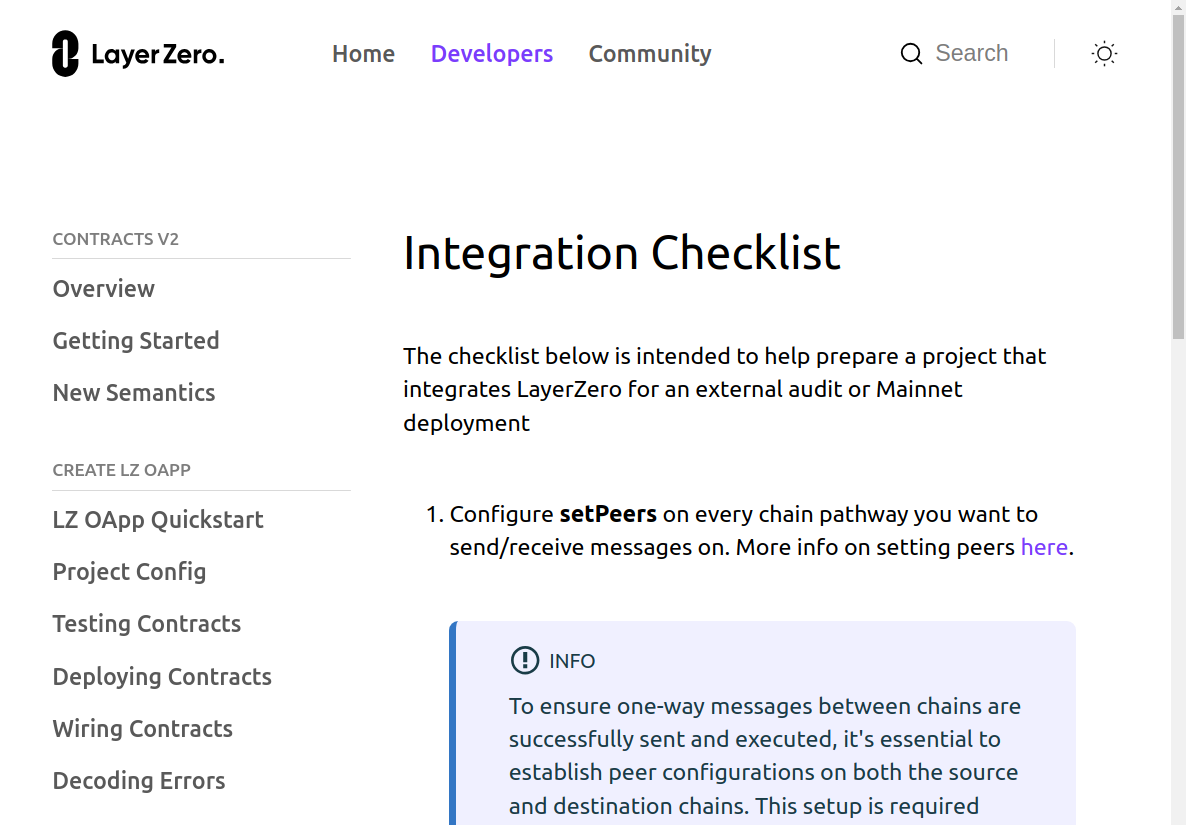 LayerZero.
Home
Developers
Community
Search
CONTRACTS V2
Overview
Getting Started
New Semantics
CREATE LZ OAPP
LZ OApp Quickstart
Project Config
Testing Contracts
Deploying Contracts
Wiring Contracts
Decoding Errors
Integration Checklist
The checklist below is intended to help prepare a project that
integrates LayerZero for an external audit or Mainnet
deployment
1. Configure setPeers on every chain pathway you want to
send/receive messages on. More info on setting peers here.
INFO
To ensure one-way messages between chains are
successfully sent and executed, it's essential to
establish peer configurations on both the source
and destination chains. This setup is required